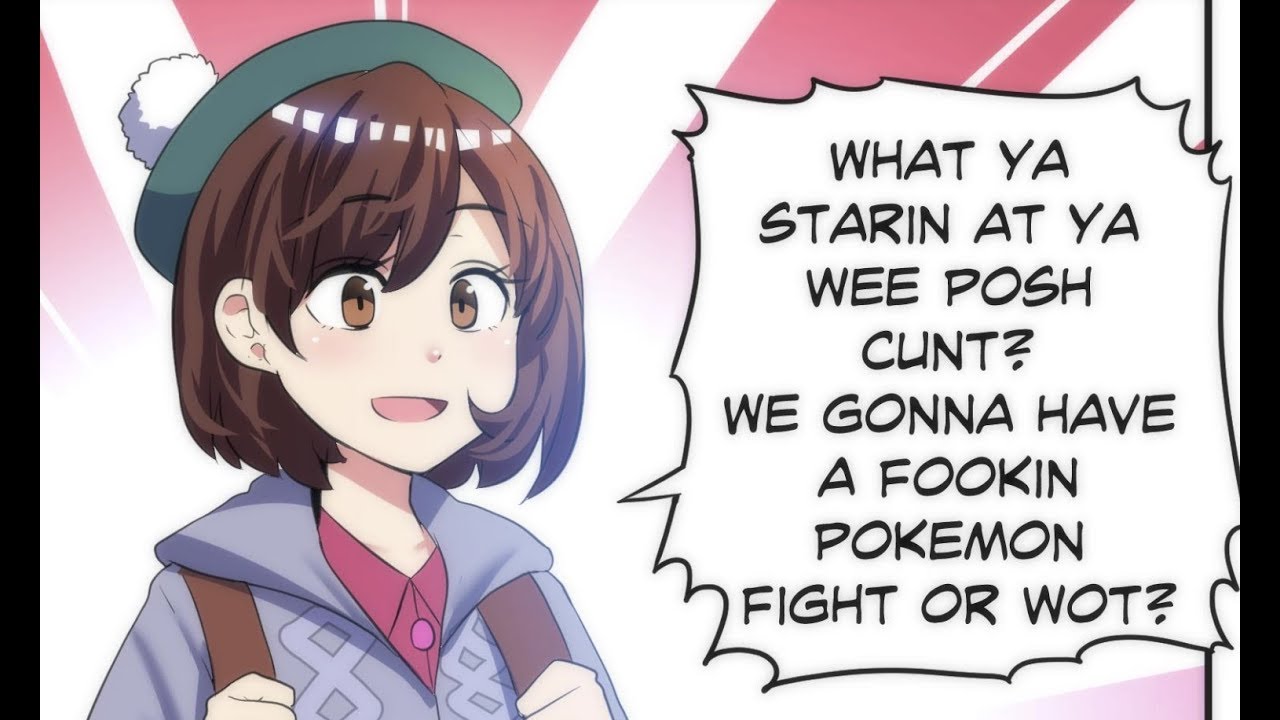 WHAT YA
STARIN AT YA
WEE POSH
CUNT?
WE GONNA HAVE
A FOOKIN
POKEMON
FIGHT OR WOT?